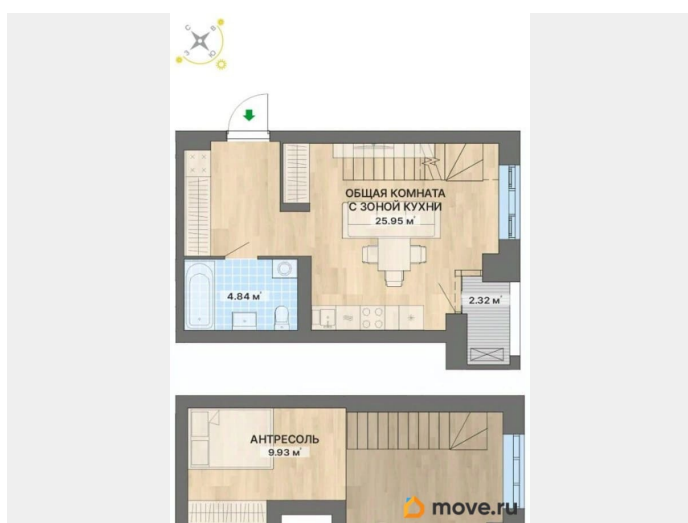 ОБЩАЯ КОМНАТА
С ЗОНОЙ КУХНИ
25.95 м²
4.84 м²
2.32 м²
АНТРЕСОЛЬ
9.93 м²
move.ru